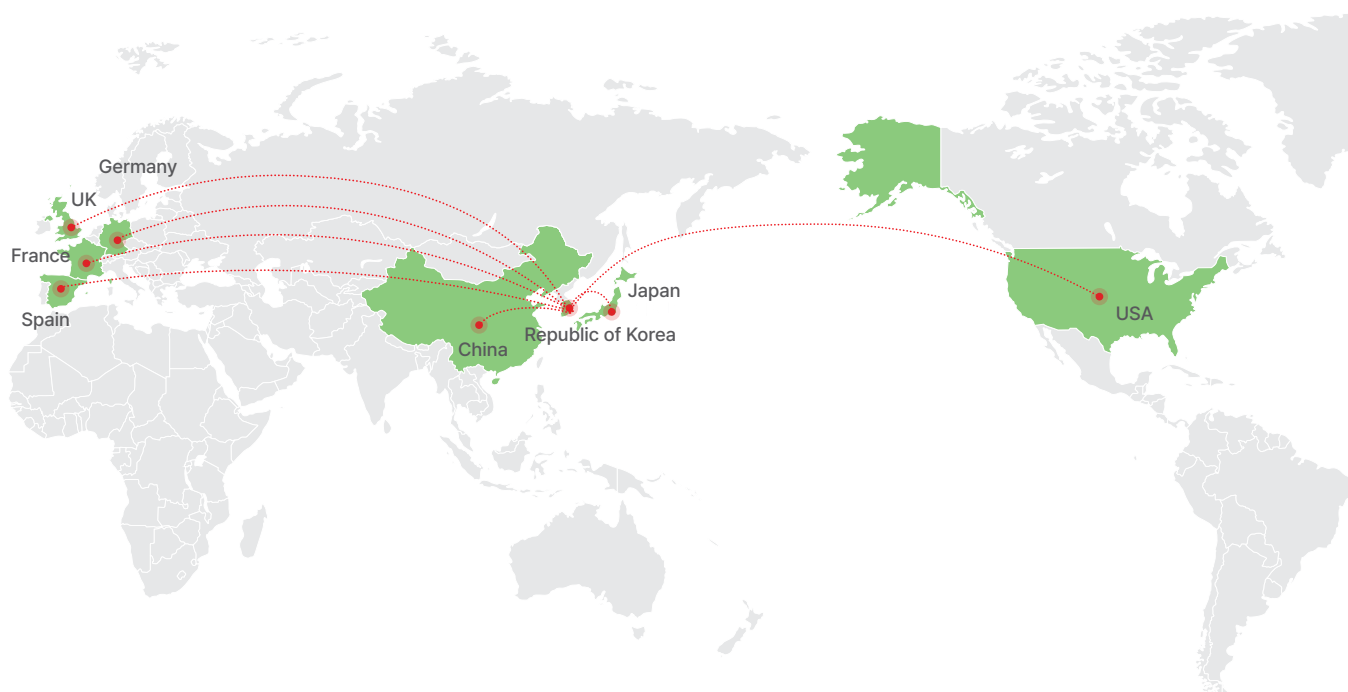 Germany
UK
France
Spain
Japan
USA
Republic of Korea
China